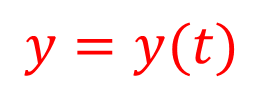 y = y(t)